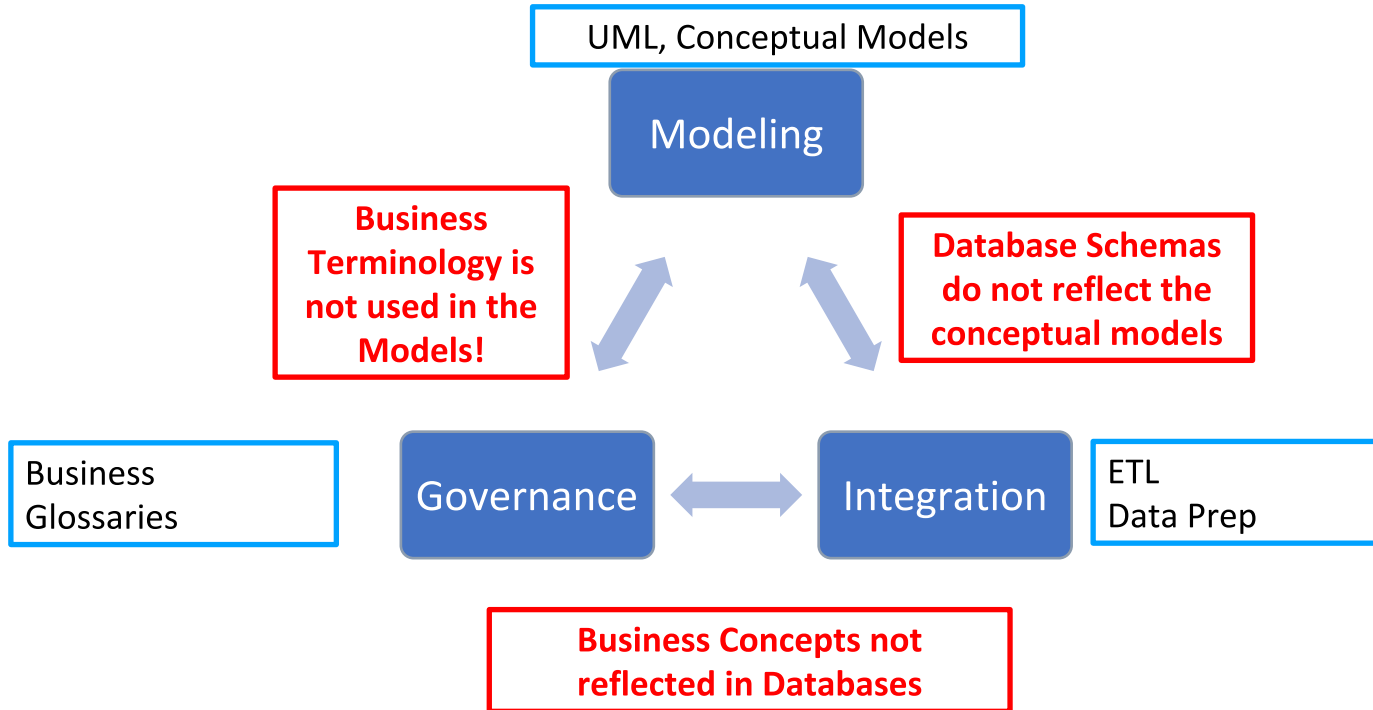 UML, Conceptual Models
Modeling
Business
Terminology is
not used in the
Models!
Database Schemas
do not reflect the
conceptual models
Business
Glossaries
Governance
Integration
ETL
Data Prep
Business Concepts not
reflected in Databases